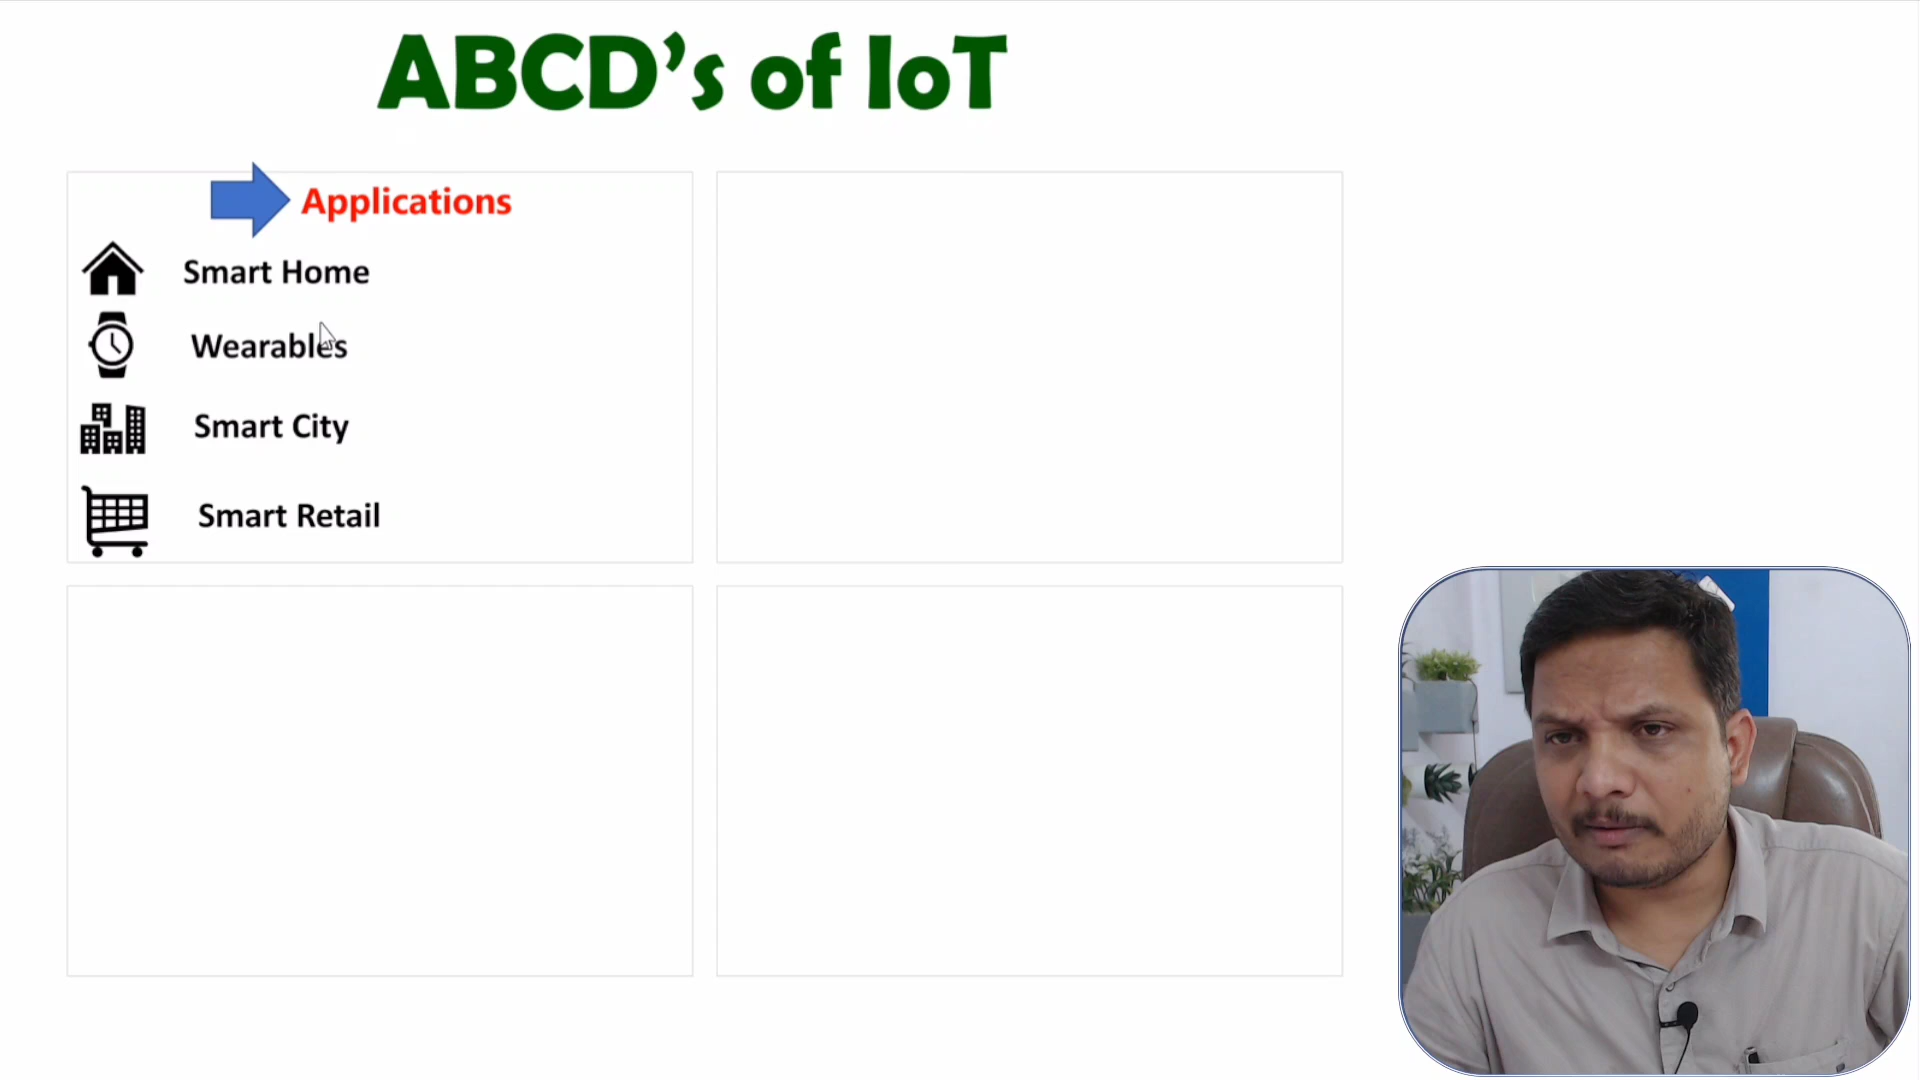 ABCD's of IoT
Applications
Smart Home
Wearables
Smart City
Smart Retail